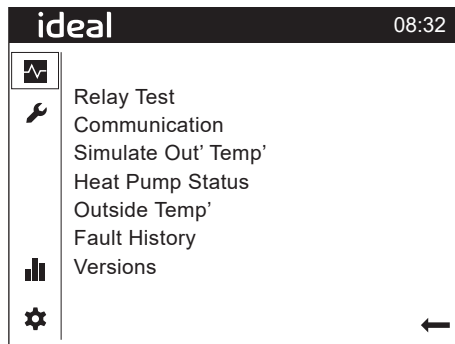 ideal 08:32
Relay Test
Communication
Simulate Out' Temp'
Heat Pump Status
Outside Temp'
Fault History
Versions